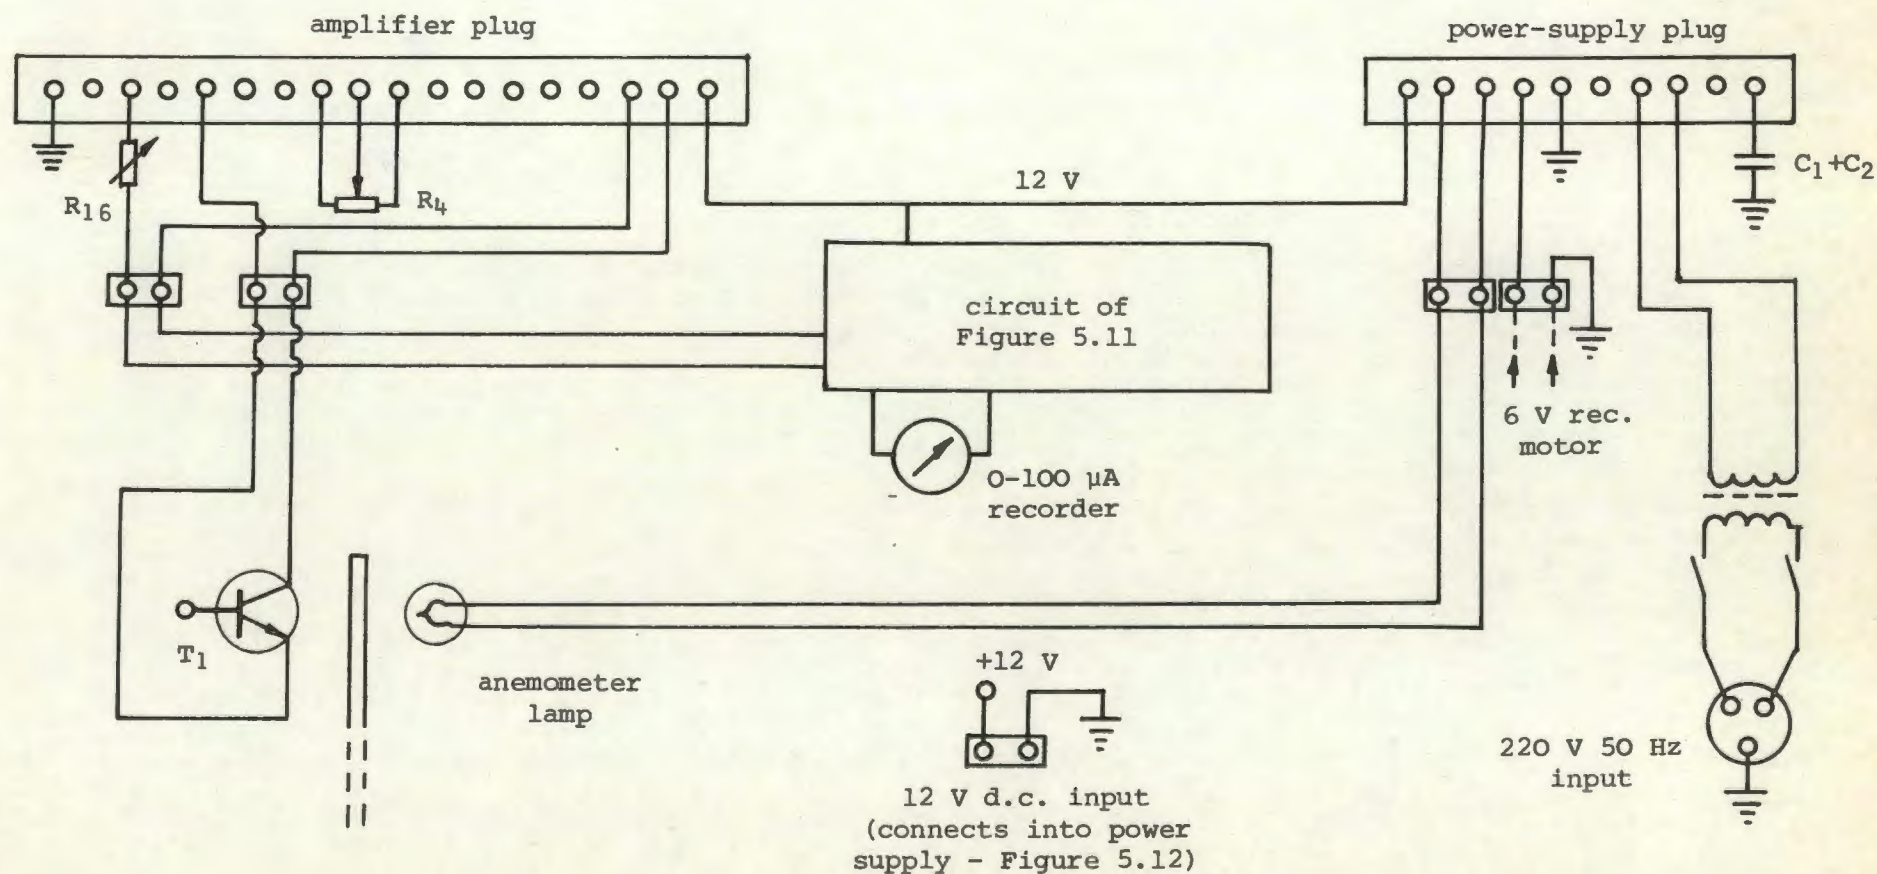 amplifier plug
power-supply plug
R16
R4
12 V
C1+C2
circuit of
Figure 5.11
6 V rec.
motor
0-100 μA
recorder
T1
anemometer
lamp
+12 V
12 V d.c. input
(connects into power
supply - Figure 5.12)
220 V 50 Hz
input